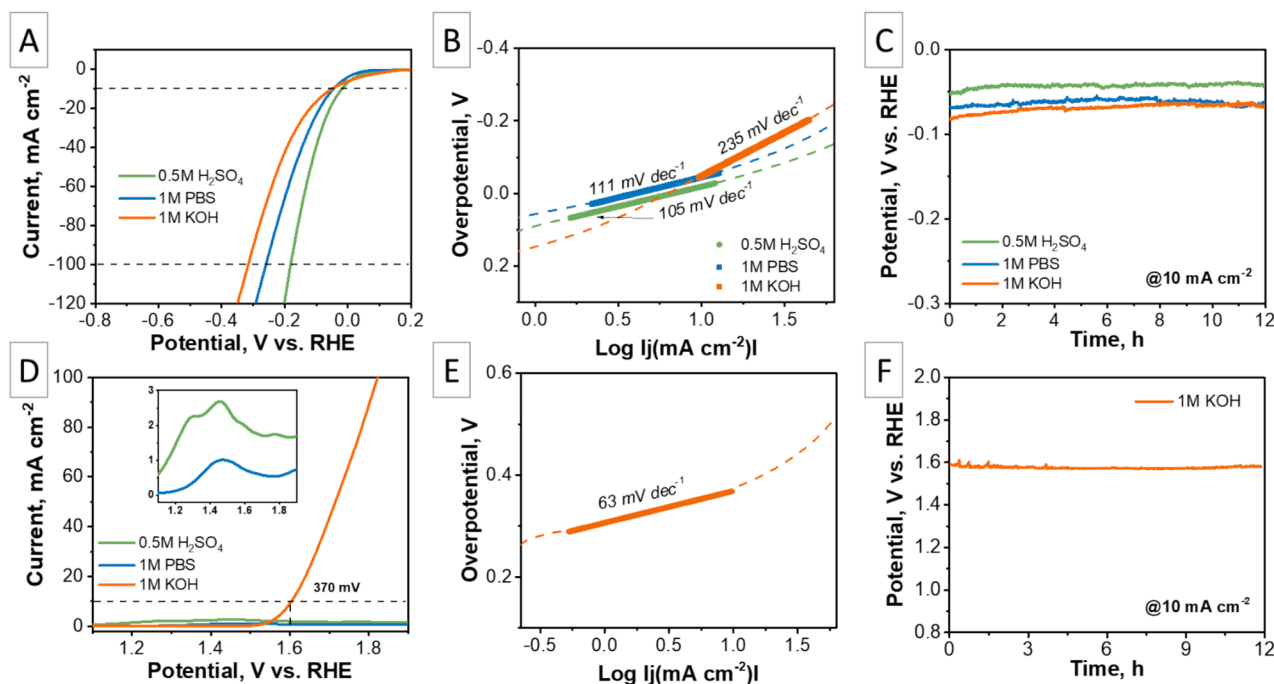 A
Current, mA cm⁻²
0
-10
-20
-40
-60
-80
-100
-120
0.5M H₂SO₄
1M PBS
1M KOH
-0.8 -0.6 -0.4 -0.2 0.0 0.2
Potential, V vs. RHE
B
Overpotential, V
-0.4
-0.2
0.0
0.2
235 mV dec⁻¹
111 mV dec⁻¹
105 mV dec⁻¹
0.5M H₂SO₄
1M PBS
1M KOH
0.0 0.5 1.0 1.5
Log Ij(mA cm⁻²)I
C
Potential, V vs. RHE
0.0
-0.1
-0.2
-0.3
0.5M H₂SO₄
1M PBS
1M KOH
@10 mA cm⁻²
0 2 4 6 8 10 12
Time, h
D
Current, mA cm⁻²
100
80
60
40
20
10
0
3
2
1
0
1.2 1.4 1.6 1.8
0.5M H₂SO₄
1M PBS
1M KOH
370 mV
1.2 1.4 1.6 1.8
Potential, V vs. RHE
E
Overpotential, V
0.6
0.4
0.2
63 mV dec⁻¹
-0.5 0.0 0.5 1.0 1.5
Log Ij(mA cm⁻²)I
F
Potential, V vs. RHE
2.0
1.8
1.6
1.4
1.2
1.0
0.8
1M KOH
@10 mA cm⁻²
0 2 4 6 8 10 12
Time, h